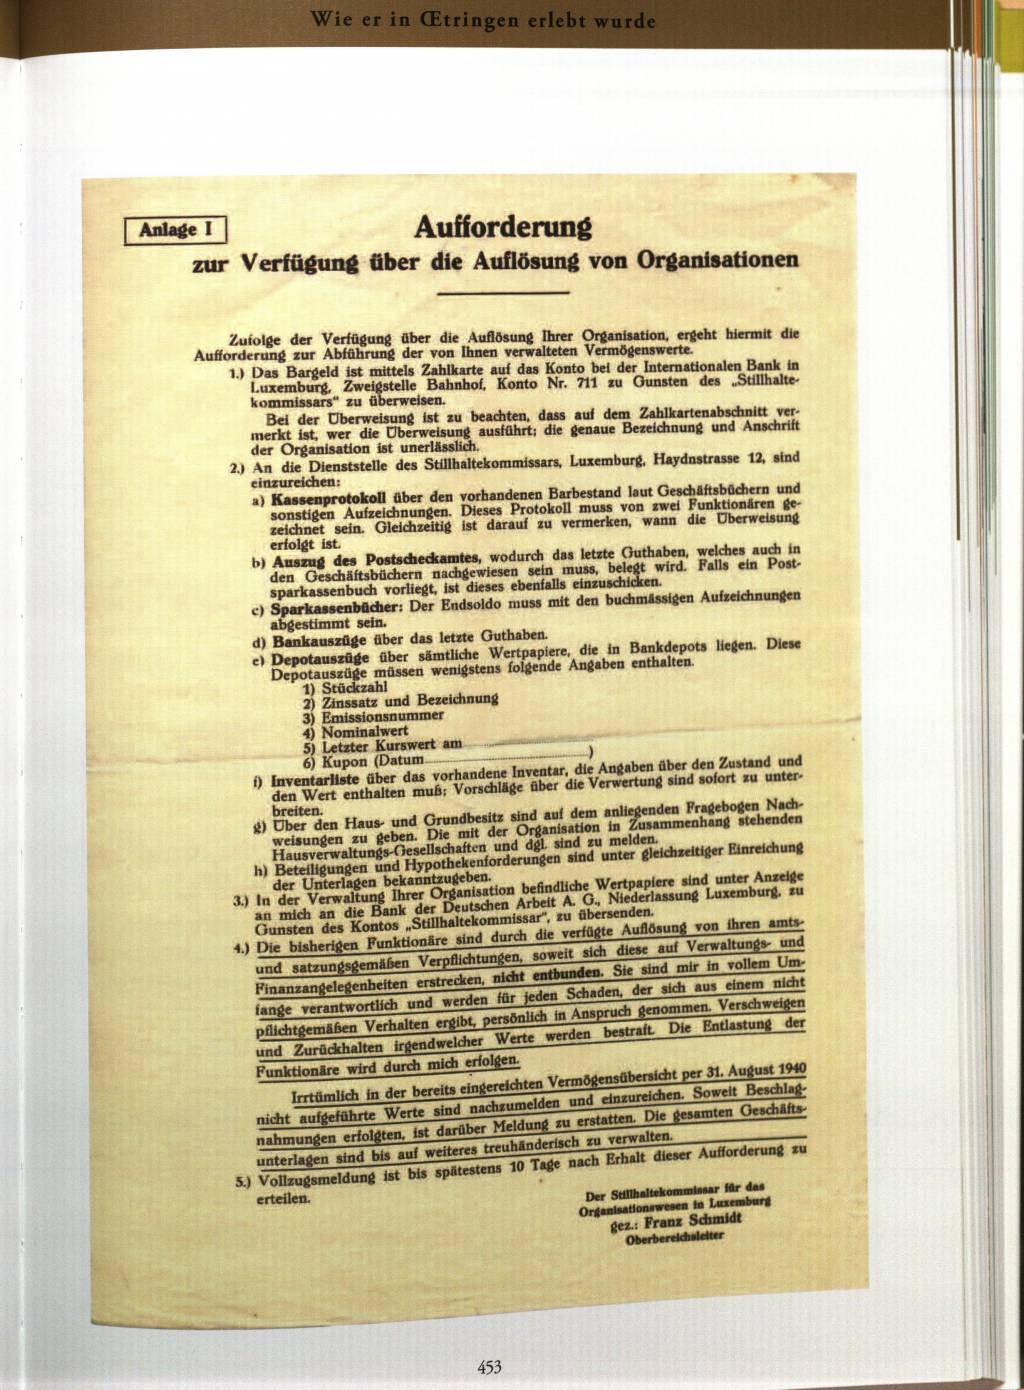 Wie er in Œtringen erlebt wurde
Anlage I
Aufforderung
zur Verfügung über die Auflösung von Organisationen
Zufolge der Verfügung über die Auflösung Ihrer Organisation, ergeht hiermit die
Aufforderung zur Abführung der von Ihnen verwalteten Vermögenswerte.
1.) Das Bargeld ist mittels Zahlkarte auf das Konto bei der Internationalen Bank in
Luxemburg, Zweigstelle Bahnhof, Konto Nr. 711 zu Gunsten des „Stillhalte-
kommissars“ zu überweisen.
Bei der Überweisung ist zu beachten, dass auf dem Zahlkartenabschnitt ver-
merkt ist, wer die Überweisung ausführt; die genaue Bezeichnung und Anschrift
der Organisation ist unerlässlich.
2.) An die Dienststelle des Stillhaltekommissars, Luxemburg, Haydnstrasse 12, sind
einzureichen:
a) Kassenprotokoll über den vorhandenen Barbestand laut Geschäftsbüchern und
sonstigen Aufzeichnungen. Dieses Protokoll muss von zwei Funktionären ge-
zeichnet sein. Gleichzeitig ist darauf zu vermerken, wann die Überweisung
erfolgt ist.
b) Auszug des Postscheckamtes, wodurch das letzte Guthaben, welches auch in
den Geschäftsbüchern nachgewiesen sein muss, belegt wird. Falls ein Post-
sparkassenbuch vorliegt, ist dieses ebenfalls einzuschicken.
c) Sparkassenbücher: Der Endsoldo muss mit den buchmässigen Aufzeichnungen
abgestimmt sein.
d) Bankauszüge über das letzte Guthaben.
e) Depotauszüge über sämtliche Wertpapiere, die in Bankdepots liegen. Diese
Depotauszüge müssen wenigstens folgende Angaben enthalten.
1) Stückzahl
2) Zinssatz und Bezeichnung
3) Emissionsnummer
4) Nominalwert
5) Letzter Kurswert am
6) Kupon (Datum )
f) Inventarliste über das vorhandene Inventar, die Angaben über den Zustand und
den Wert enthalten muß; Vorschläge über die Verwertung sind sofort zu unter-
breiten.
g) Über den Haus- und Grundbesitz sind auf dem anliegenden Fragebogen Nach-
weisungen zu geben. Die mit der Organisation in Zusammenhang stehenden
Hausverwaltungs-Gesellschaften und dgl. sind zu melden.
h) Beteiligungen und Hypothekenforderungen sind unter gleichzeitiger Einreichung
der Unterlagen bekanntzugeben.
3.) In der Verwaltung Ihrer Organisation befindliche Wertpapiere sind unter Anzeige
an mich an die Bank der Deutschen Arbeit A. G., Niederlassung Luxemburg, zu
Gunsten des Kontos „Stillhaltekommissar“, zu übersenden.
4.) Die bisherigen Funktionäre sind durch die verfügte Auflösung von ihren amts-
und satzungsgemäßen Verpflichtungen, soweit sich diese auf Verwaltungs- und
Finanzangelegenheiten erstrecken, nicht entbunden. Sie sind mir in vollem Um-
fange verantwortlich und werden für jeden Schaden, der sich aus einem nicht
pflichtgemäßen Verhalten ergibt, persönlich in Anspruch genommen. Verschweigen
und Zurückhalten irgendwelcher Werte werden bestraft. Die Entlastung der
Funktionäre wird durch mich erfolgen.
Irrtümlich in der bereits eingereichten Vermögensübersicht per 31. August 1940
nicht aufgeführte Werte sind nachzumelden und einzureichen. Soweit Beschlag-
nahmungen erfolgten, ist darüber Meldung zu erstatten. Die gesamten Geschäfts-
unterlagen sind bis auf weiteres treuhänderisch zu verwalten.
5.) Vollzugsmeldung ist bis spätestens 10 Tage nach Erhalt dieser Aufforderung zu
erteilen.
Der Stillhaltekommissar für das
Organisationswesen in Luxemburg
gez.: Franz Schmidt
Oberbereichsleiter
453